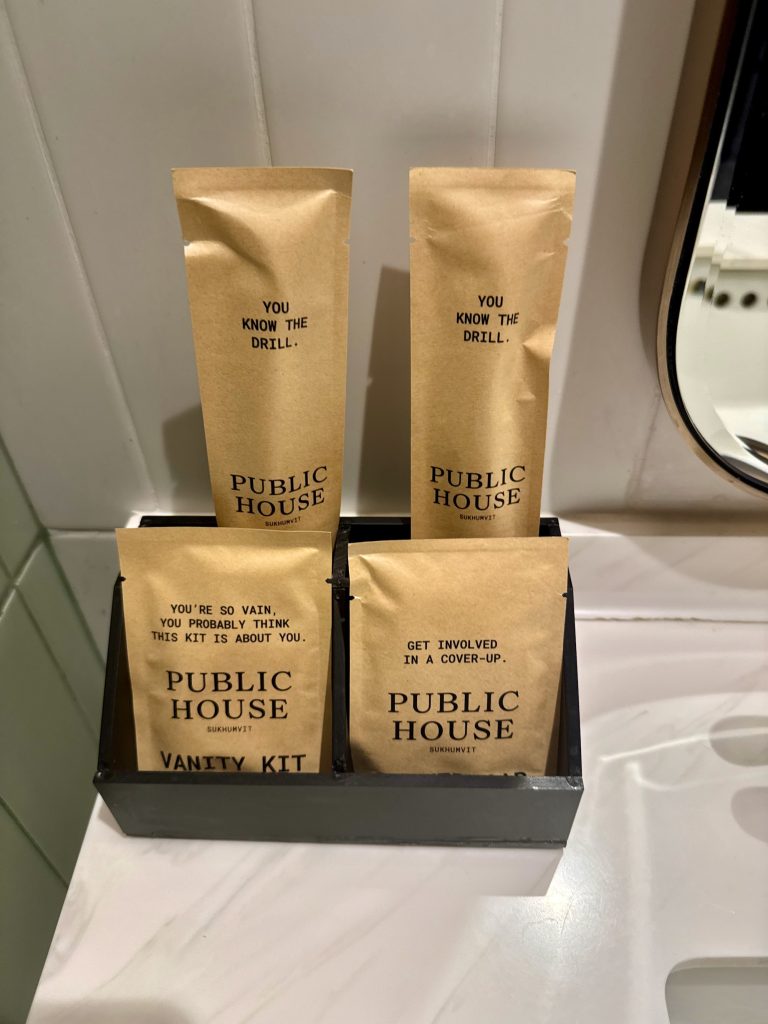 YOU
KNOW THE
DRILL.
PUBLIC
HOUSE
SUKHUMVIT
YOU
KNOW THE
DRILL.
PUBLIC
HOUSE
SUKHUMVIT
YOU'RE SO VAIN,
YOU PROBABLY THINK
THIS KIT IS ABOUT YOU.
PUBLIC
HOUSE
SUKHUMVIT
VANITY KIT
GET INVOLVED
IN A COVER-UP.
PUBLIC
HOUSE
SUKHUMVIT